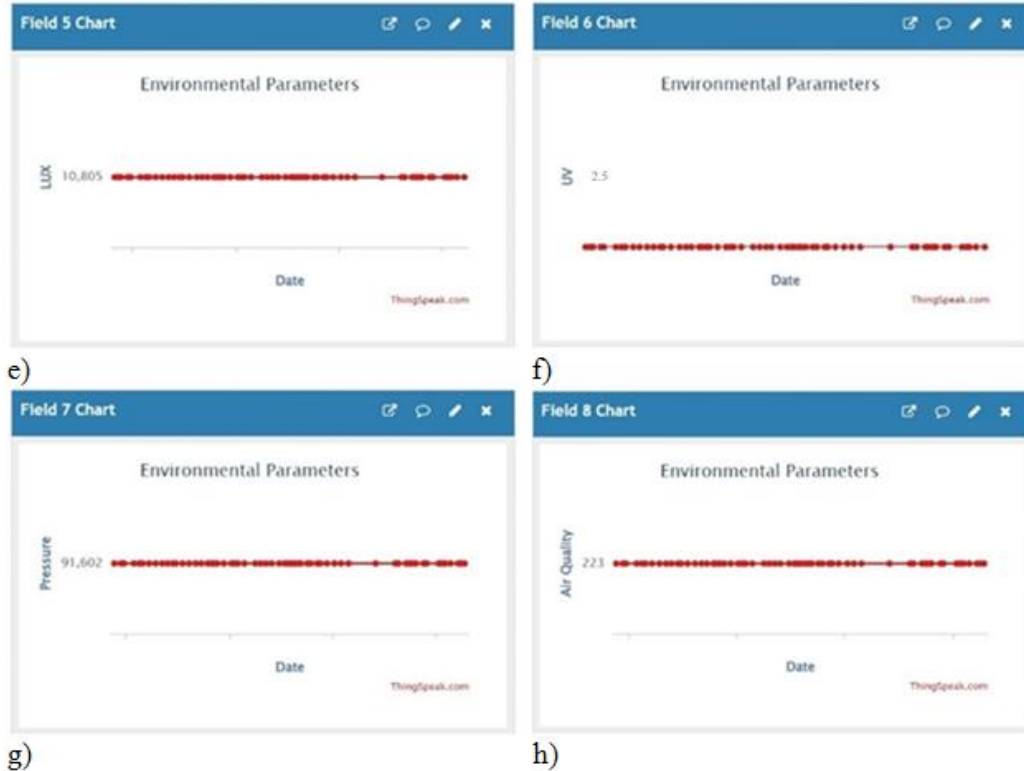 Field 5 Chart
Environmental Parameters
LUX
10,805
Date
ThingSpeak.com
e)
Field 6 Chart
Environmental Parameters
UV
2.5
Date
ThingSpeak.com
f)
Field 7 Chart
Environmental Parameters
Pressure
91,602
Date
ThingSpeak.com
g)
Field 8 Chart
Environmental Parameters
Air Quality
223
Date
ThingSpeak.com
h)